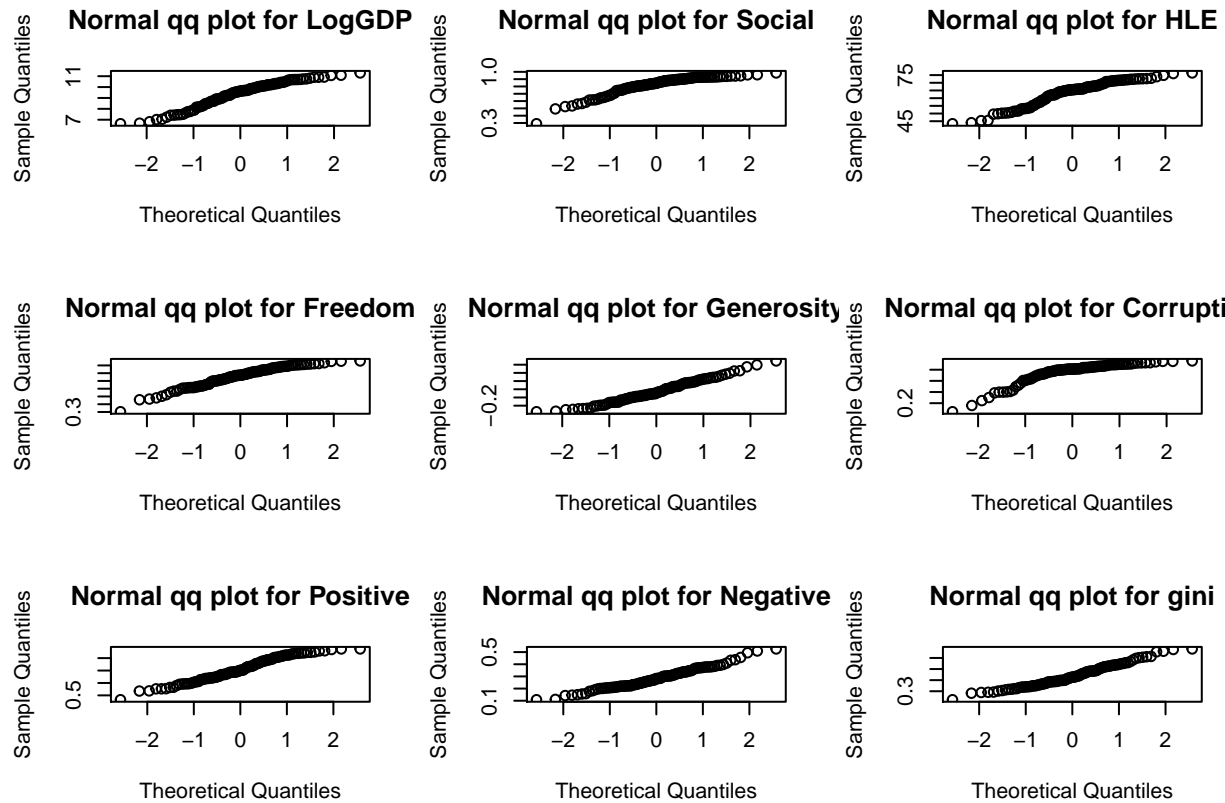 Normal qq plot for LogGDP
Sample Quantiles
7
11
−2 −1 0 1 2
Theoretical Quantiles
Normal qq plot for Social
Sample Quantiles
0.3
1.0
−2 −1 0 1 2
Theoretical Quantiles
Normal qq plot for HLE
Sample Quantiles
45
75
−2 −1 0 1 2
Theoretical Quantiles
Normal qq plot for Freedom
Sample Quantiles
0.3
−2 −1 0 1 2
Theoretical Quantiles
Normal qq plot for Generosity
Sample Quantiles
−0.2
−2 −1 0 1 2
Theoretical Quantiles
Normal qq plot for Corrupti
Sample Quantiles
0.2
−2 −1 0 1 2
Theoretical Quantiles
Normal qq plot for Positive
Sample Quantiles
0.5
−2 −1 0 1 2
Theoretical Quantiles
Normal qq plot for Negative
Sample Quantiles
0.1
0.5
−2 −1 0 1 2
Theoretical Quantiles
Normal qq plot for gini
Sample Quantiles
0.3
−2 −1 0 1 2
Theoretical Quantiles